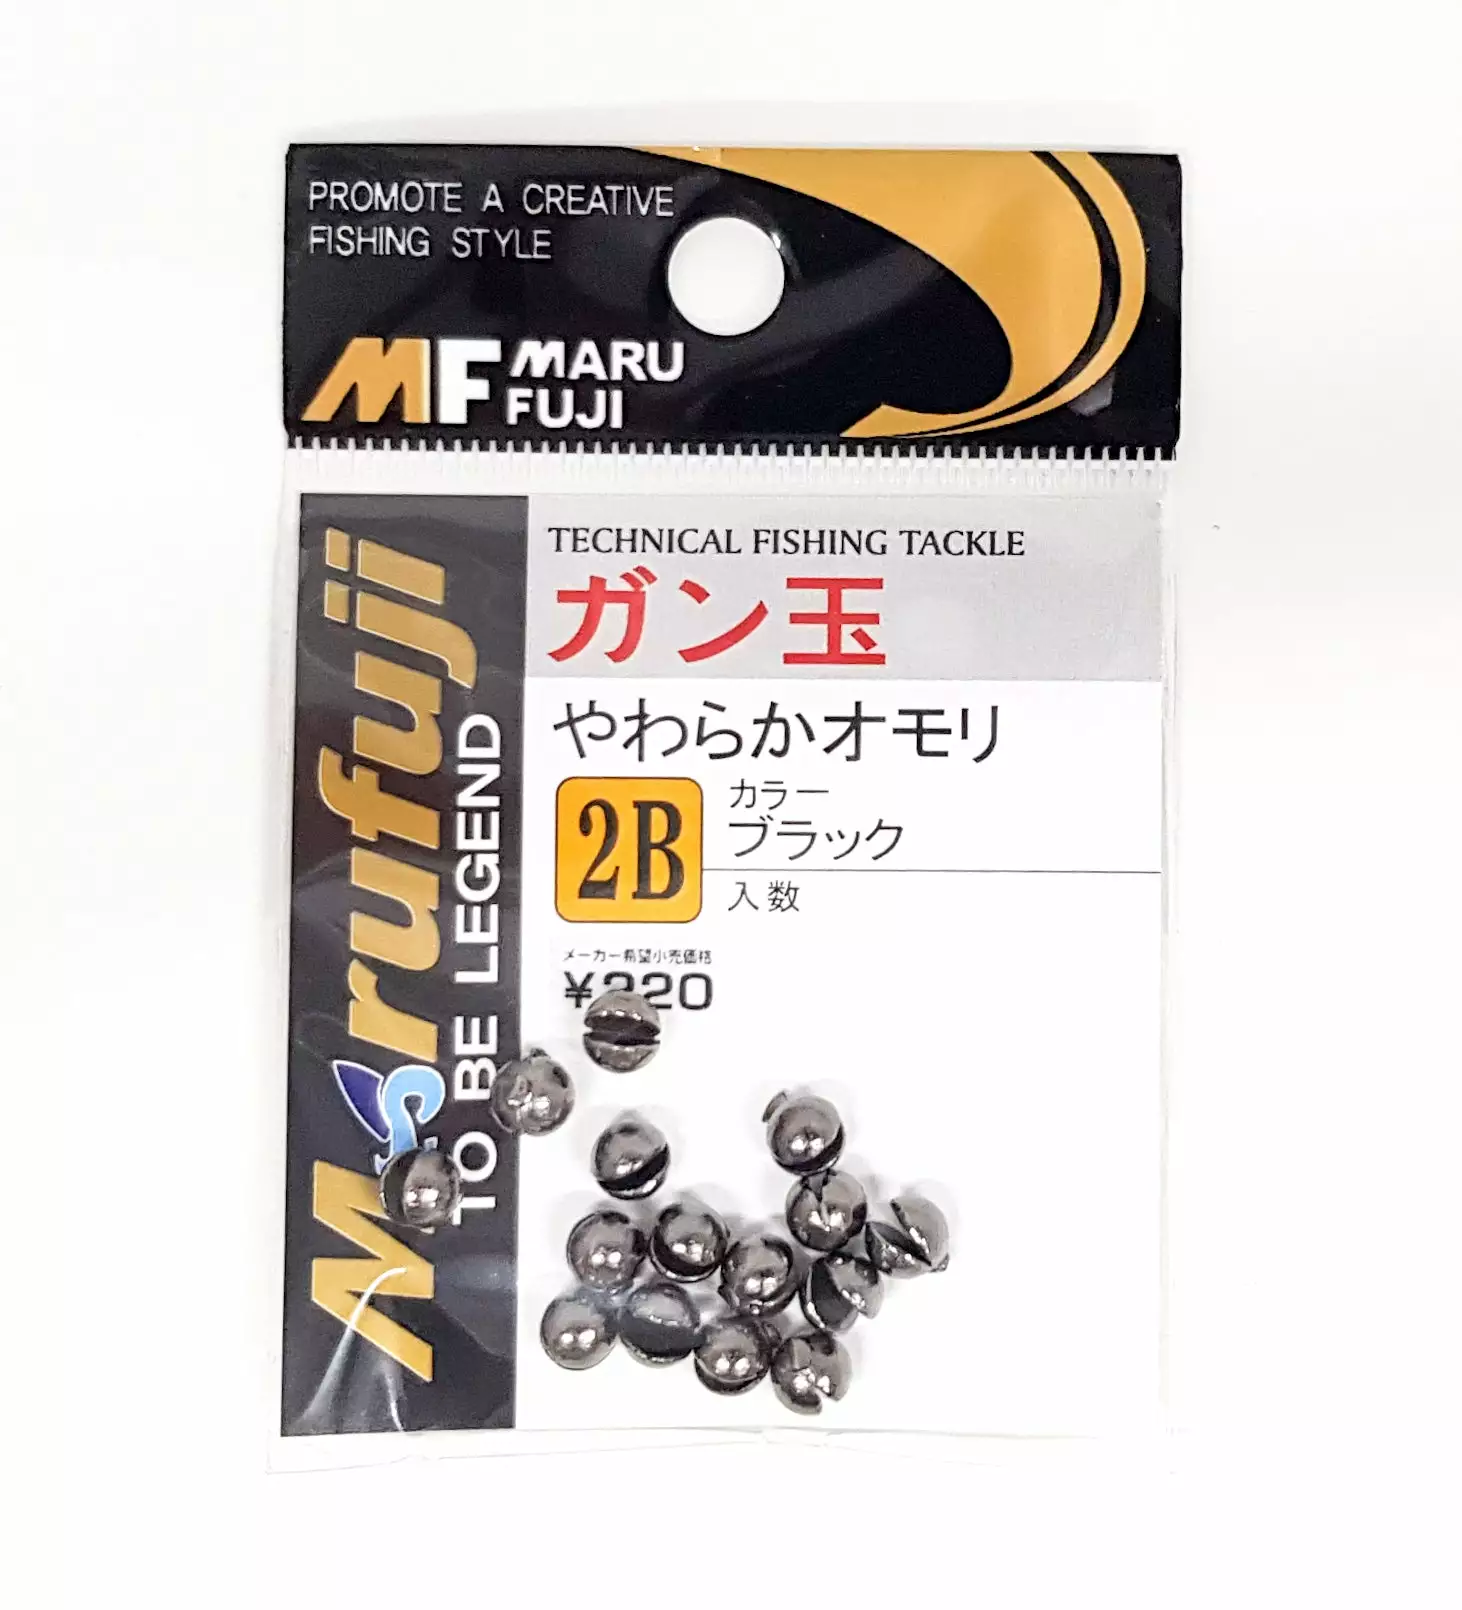 PROMOTE A CREATIVE
FISHING STYLE
MF MARU
FUJI
Marufuji
TO BE LEGEND
TECHNICAL FISHING TACKLE
ガン玉
やわらかオモリ
2B
カラー
ブラック
入数
メーカー希望小売価格
¥220